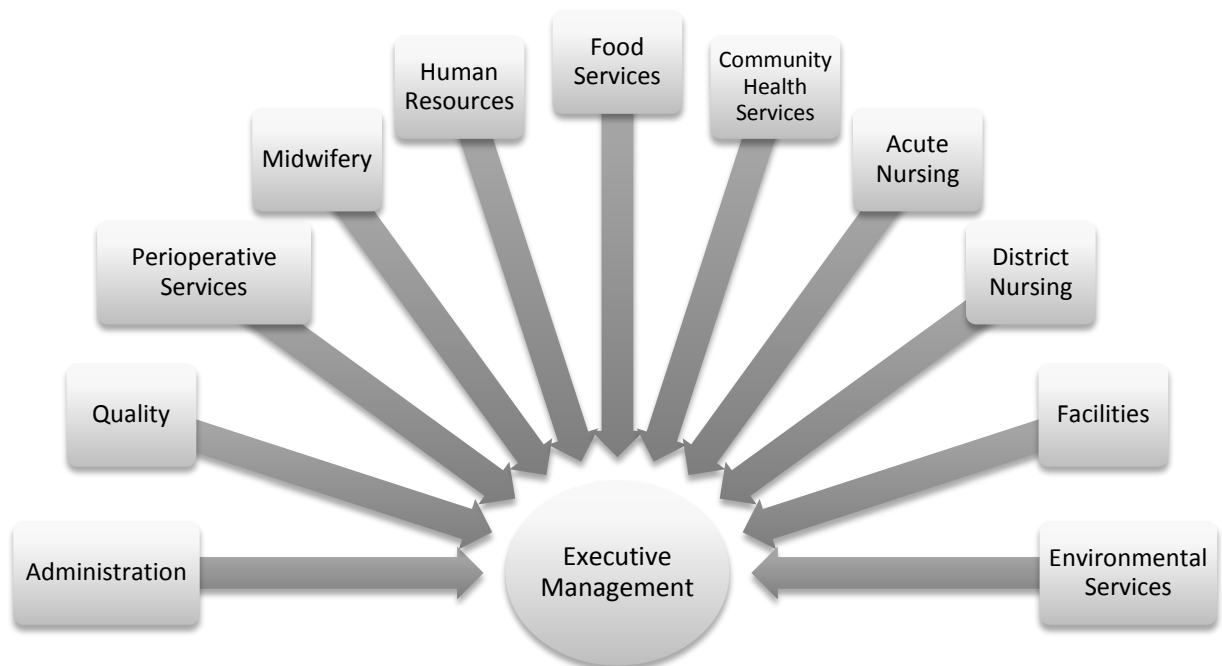 Food
Services
Human
Resources
Community
Health
Services
Midwifery
Acute
Nursing
Perioperative
Services
District
Nursing
Quality
Facilities
Administration
Executive
Management
Environmental
Services